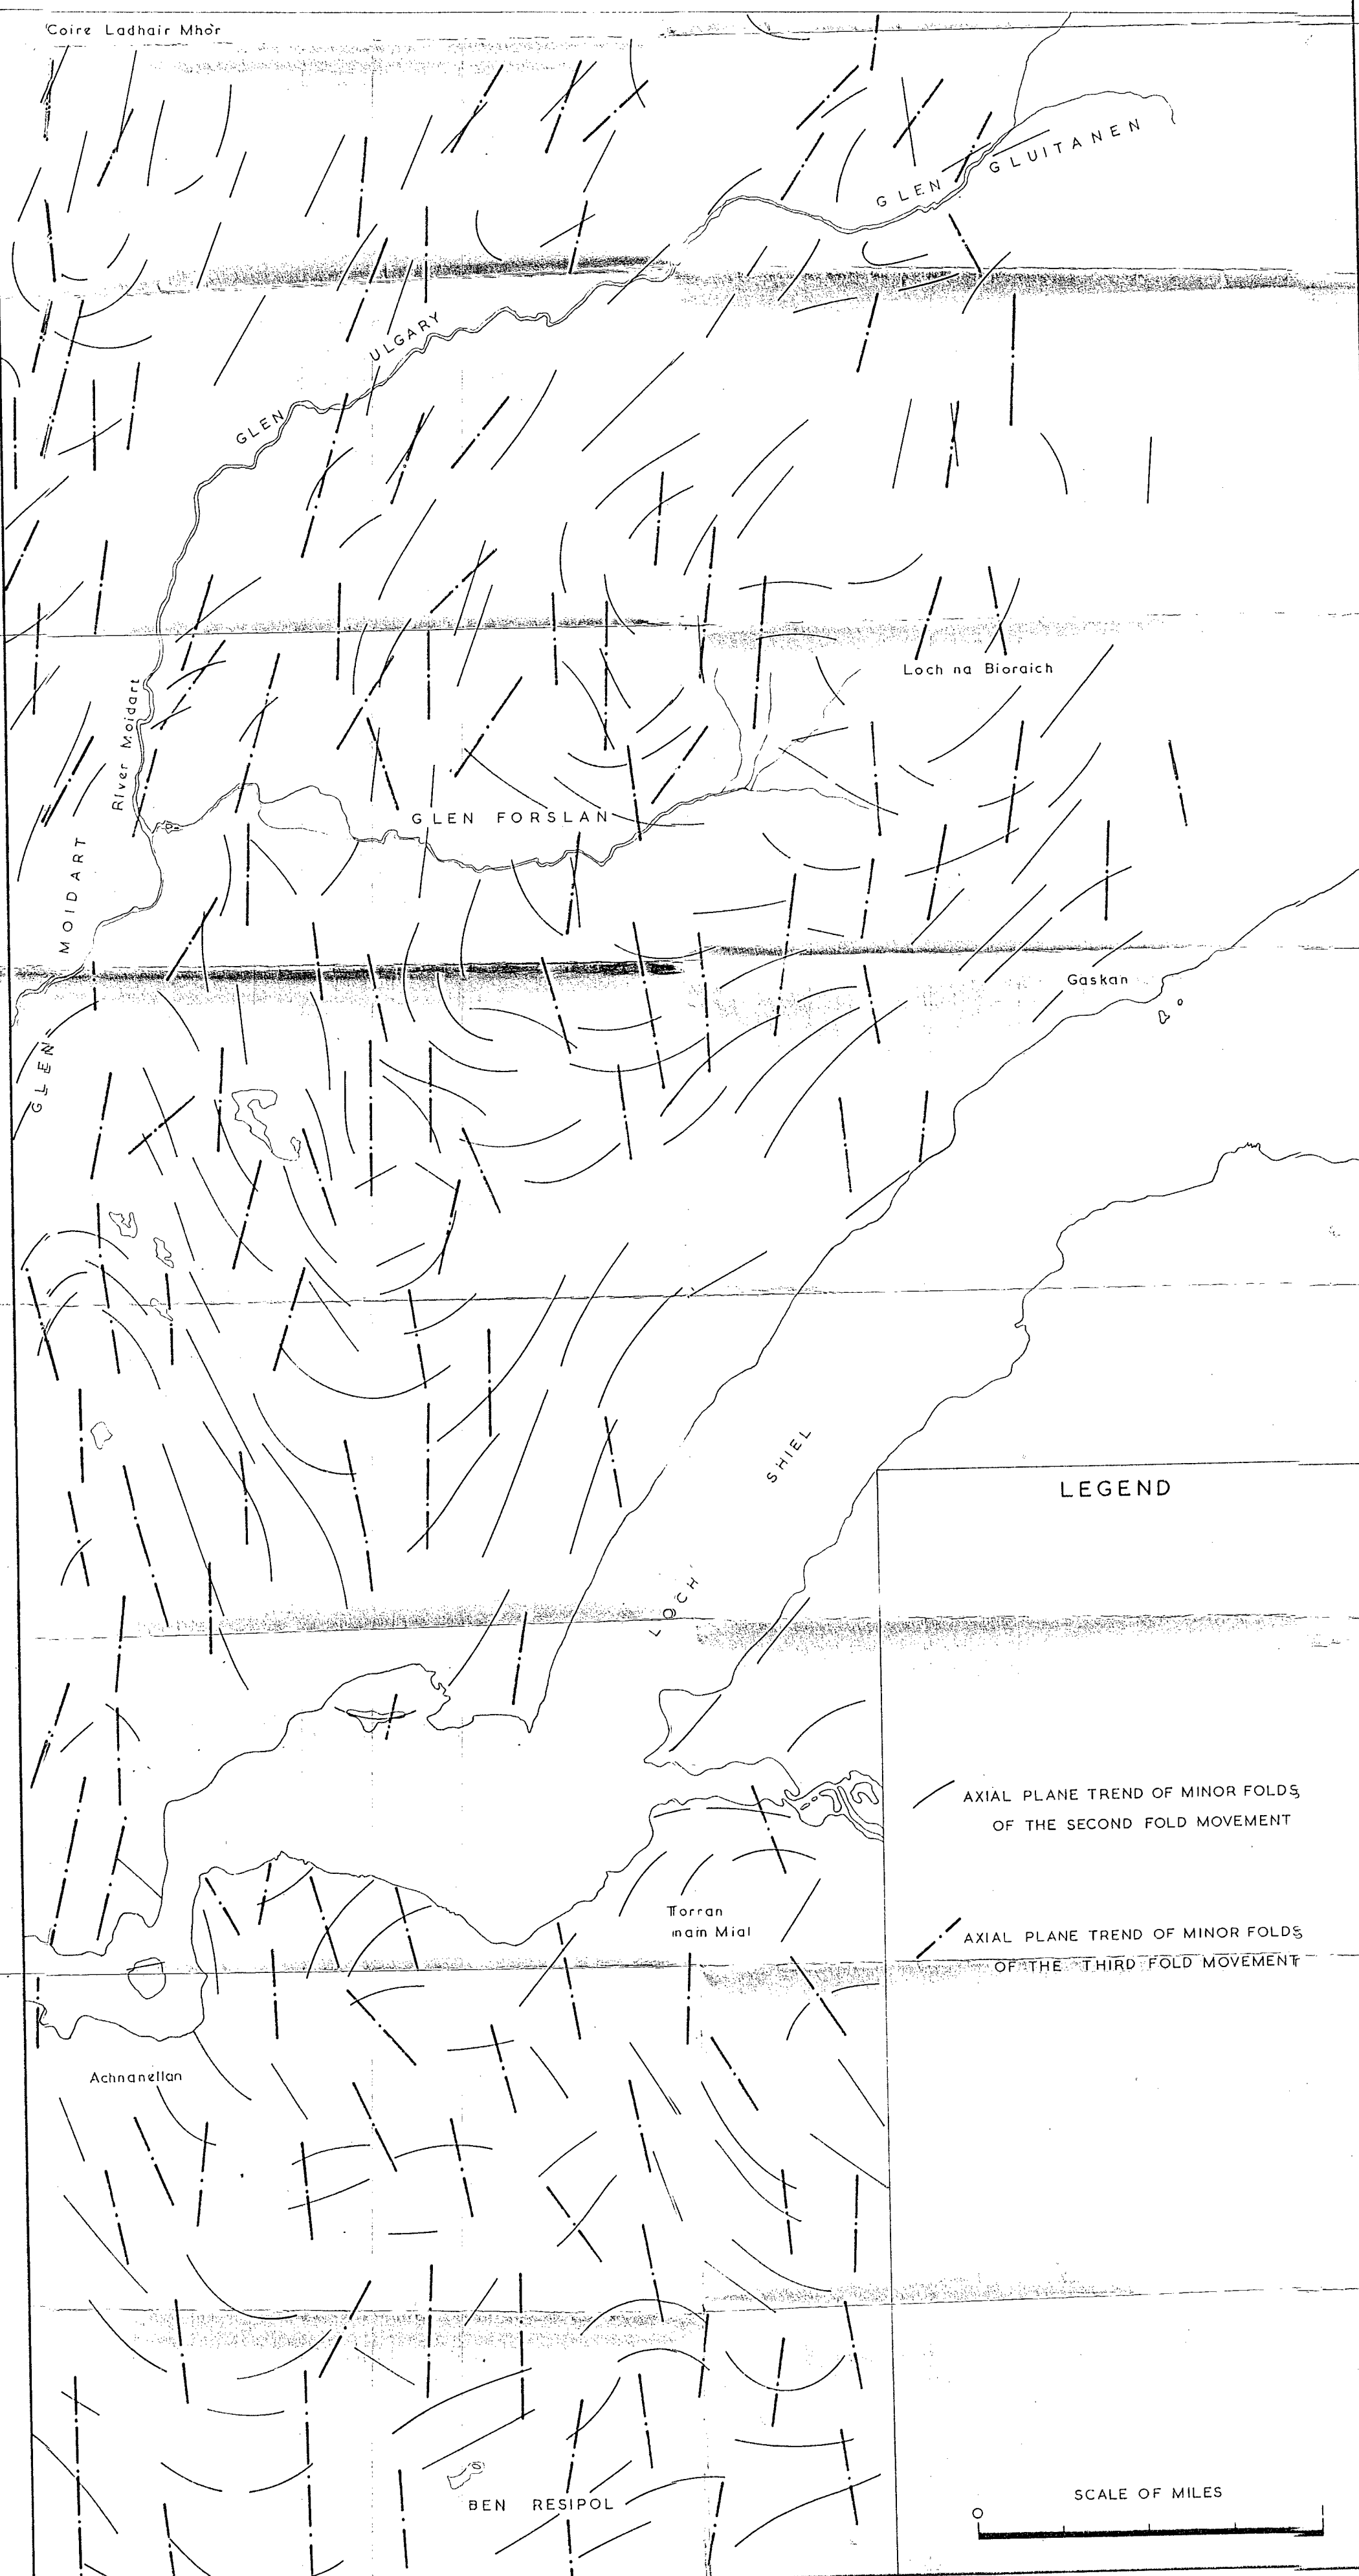 Coire Ladhair Mhòr
GLEN GLUITANEN
GLEN ULGARY
Loch na Bioraich
River Moidart
GLEN FORSLAN
GLEN MOIDART
Gaskan
LOCH SHIEL
LEGEND
AXIAL PLANE TREND OF MINOR FOLDS
OF THE SECOND FOLD MOVEMENT
Torran
nam Mial
AXIAL PLANE TREND OF MINOR FOLDS
OF THE THIRD FOLD MOVEMENT
Achnanellan
BEN RESIPOL
SCALE OF MILES
0 1